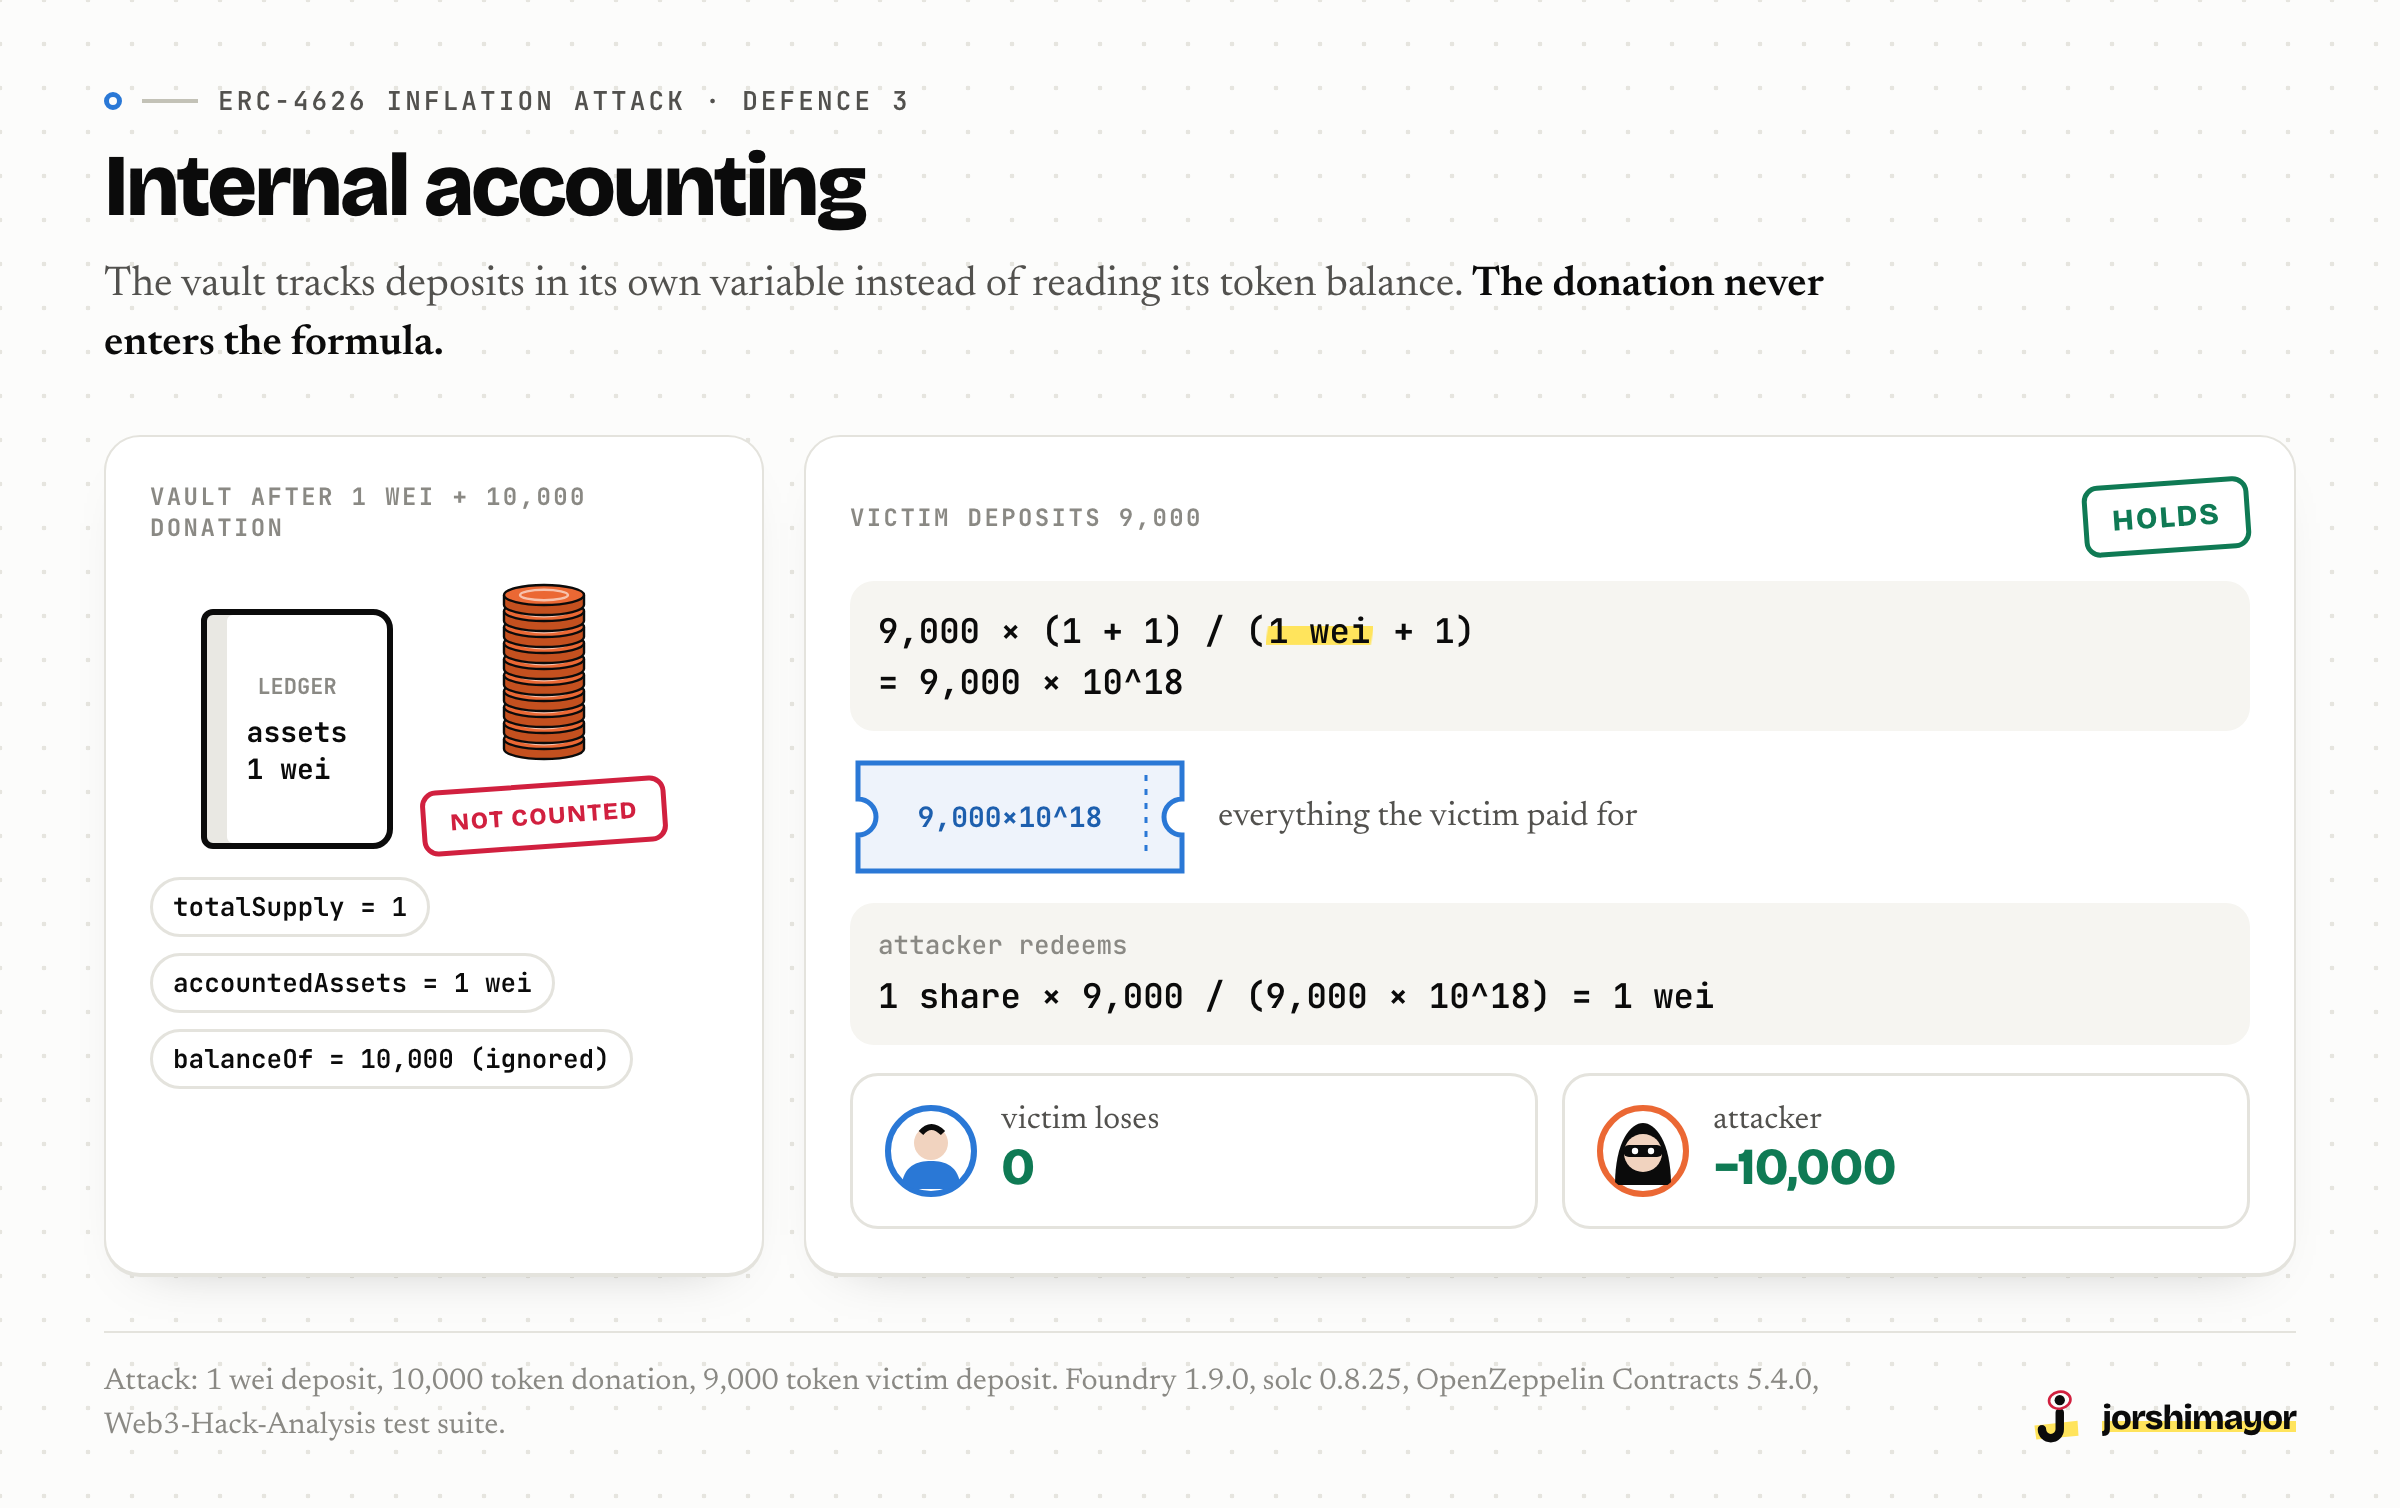 ERC-4626 INFLATION ATTACK · DEFENCE 3
Internal accounting
The vault tracks deposits in its own variable instead of reading its token balance. The donation never
enters the formula.
VAULT AFTER 1 WEI + 10,000
DONATION
LEDGER
assets
1 wei
NOT COUNTED
totalSupply = 1
accountedAssets = 1 wei
balanceOf = 10,000 (ignored)
VICTIM DEPOSITS 9,000
HOLDS
9,000 × (1 + 1) / (1 wei + 1)
= 9,000 × 10^18
9,000×10^18
everything the victim paid for
attacker redeems
1 share × 9,000 / (9,000 × 10^18) = 1 wei
victim loses
0
attacker
−10,000
Attack: 1 wei deposit, 10,000 token donation, 9,000 token victim deposit. Foundry 1.9.0, solc 0.8.25, OpenZeppelin Contracts 5.4.0,
Web3-Hack-Analysis test suite.
jorshimayor